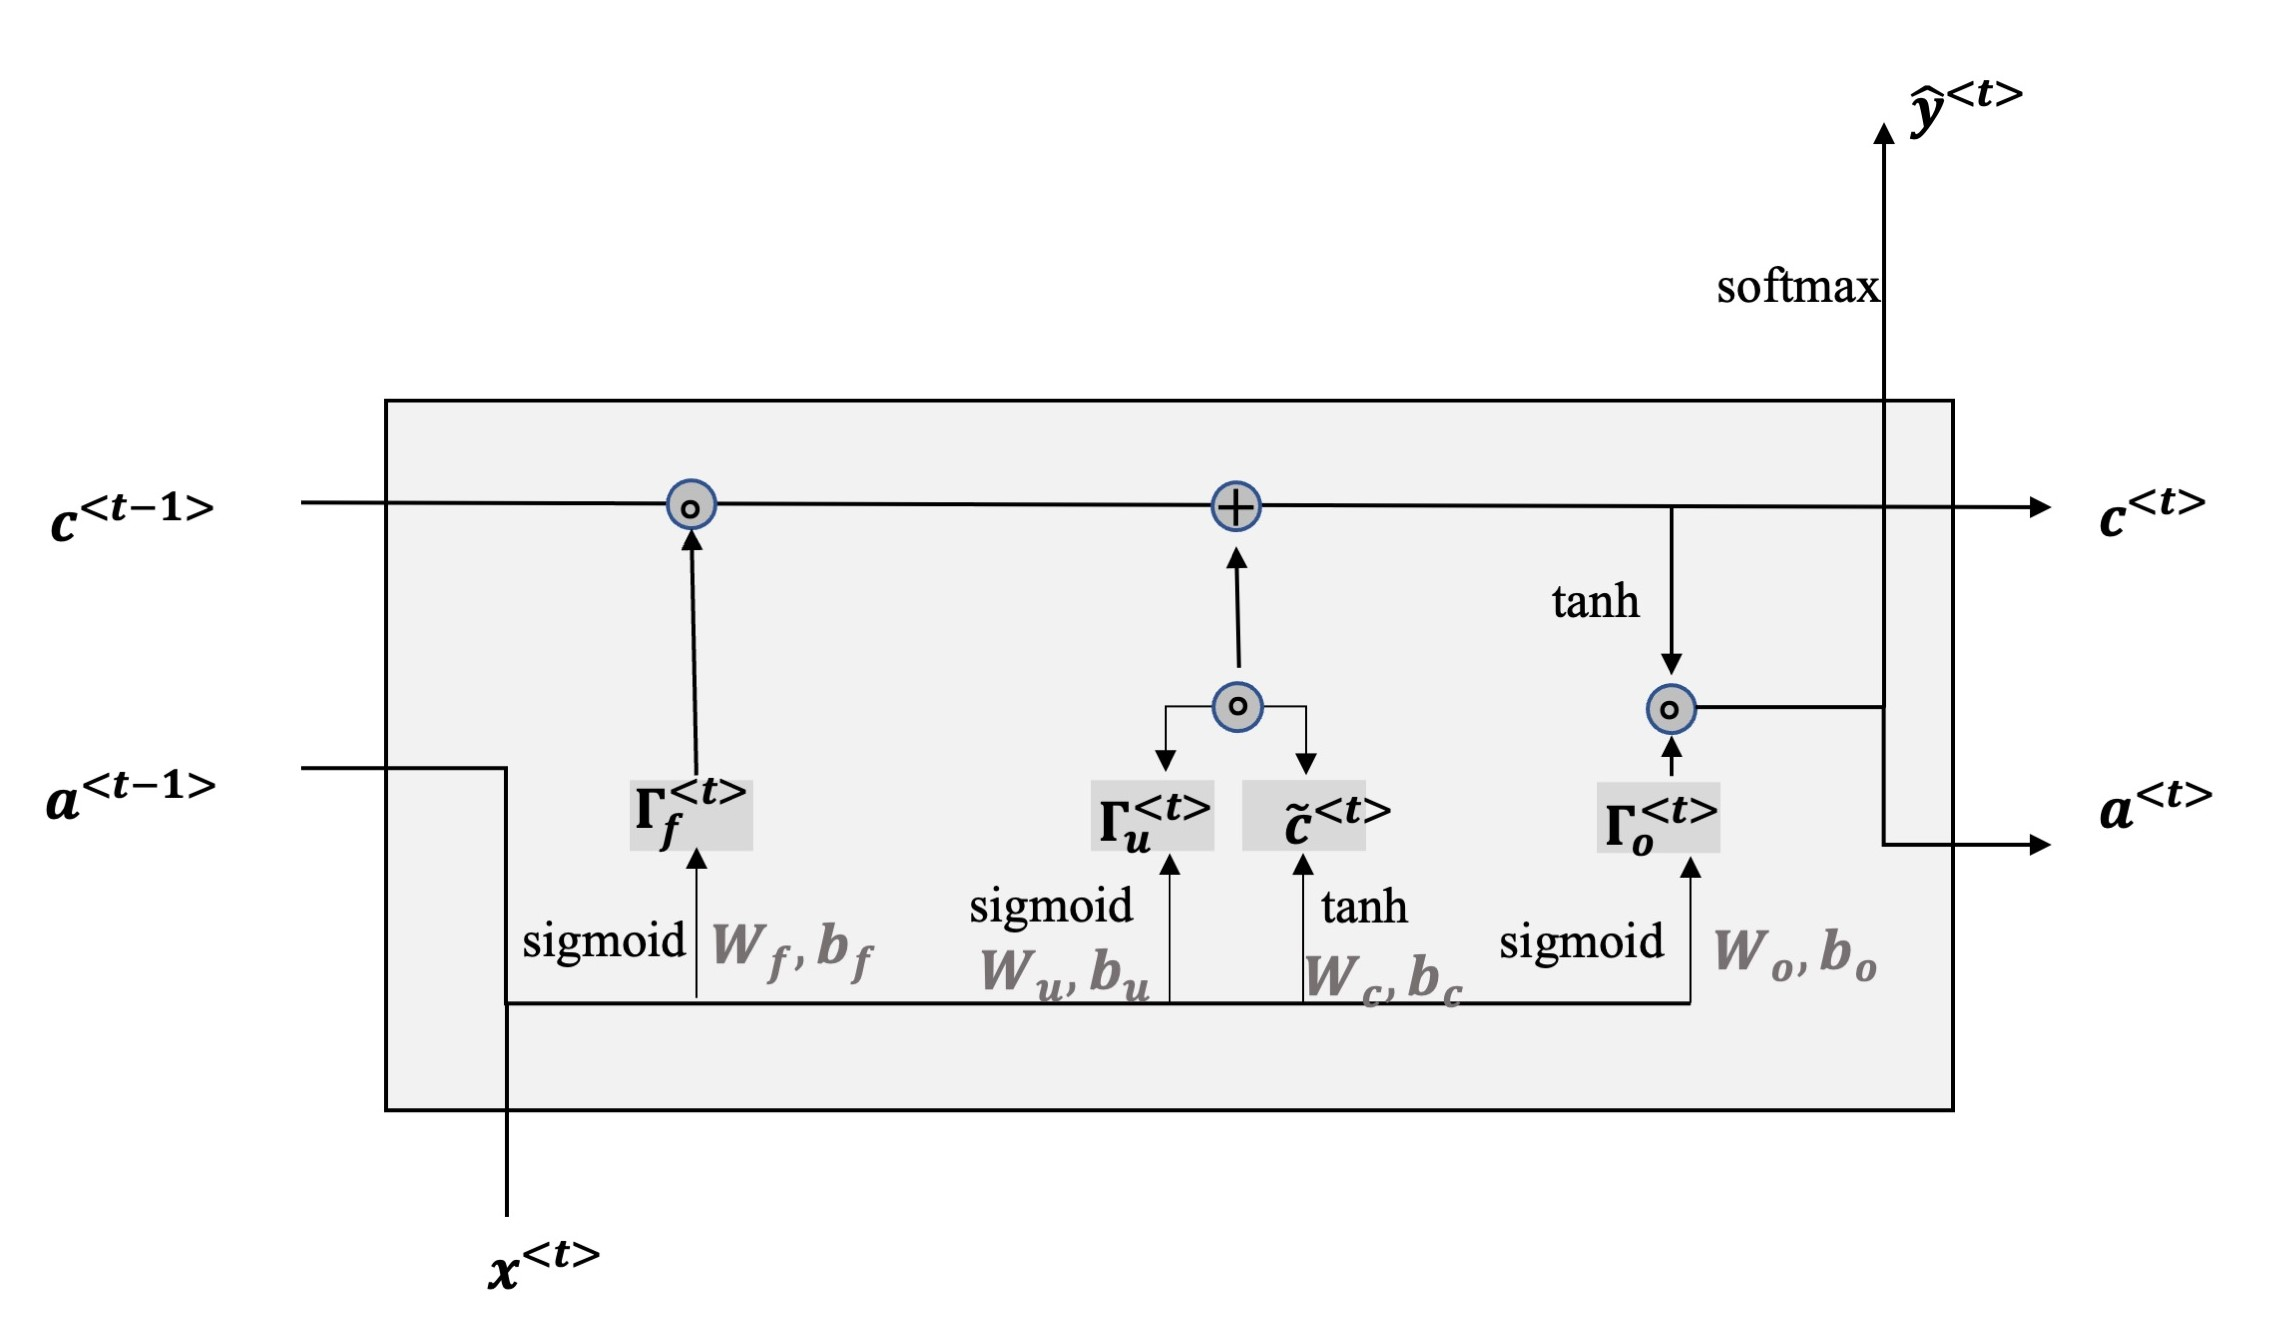 ŷ<t>
softmax
c<t−1>
c<t>
tanh
a<t−1>
a<t>
Γf<t>
Γu<t>
c̃<t>
Γo<t>
sigmoid
Wf, bf
sigmoid
Wu, bu
tanh
Wc, bc
sigmoid
Wo, bo
x<t>